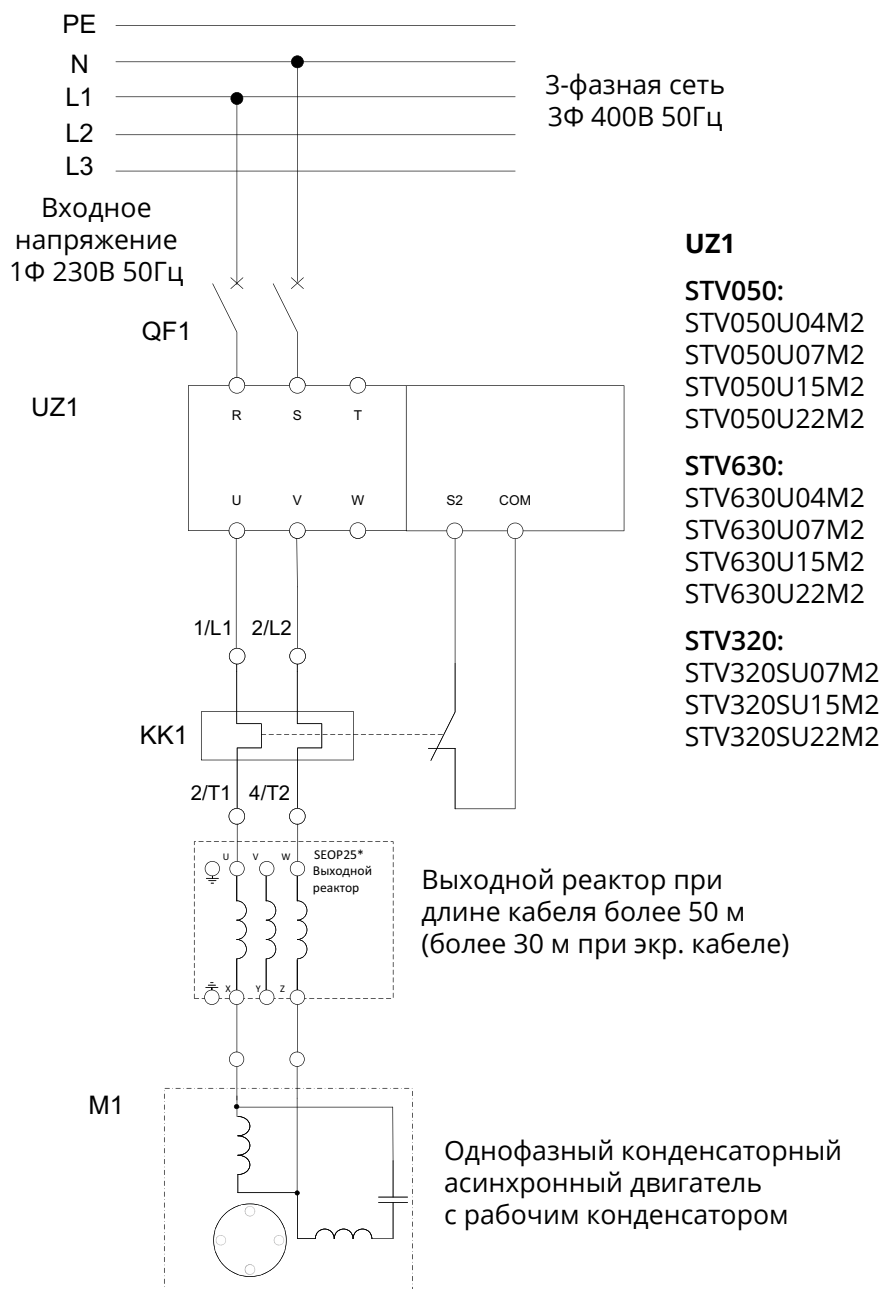 PE
N
L1
L2
L3
3-фазная сеть
3Ф 400В 50Гц
Входное
напряжение
1Ф 230В 50Гц
QF1
UZ1
R S T
U V W S2 COM
UZ1
STV050:
STV050U04M2
STV050U07M2
STV050U15M2
STV050U22M2
STV630:
STV630U04M2
STV630U07M2
STV630U15M2
STV630U22M2
STV320:
STV320SU07M2
STV320SU15M2
STV320SU22M2
1/L1 2/L2
KK1
2/T1 4/T2
U V W
SEOP25*
Выходной
реактор
X Y Z
Выходной реактор при
длине кабеля более 50 м
(более 30 м при экр. кабеле)
M1
Однофазный конденсаторный
асинхронный двигатель
с рабочим конденсатором